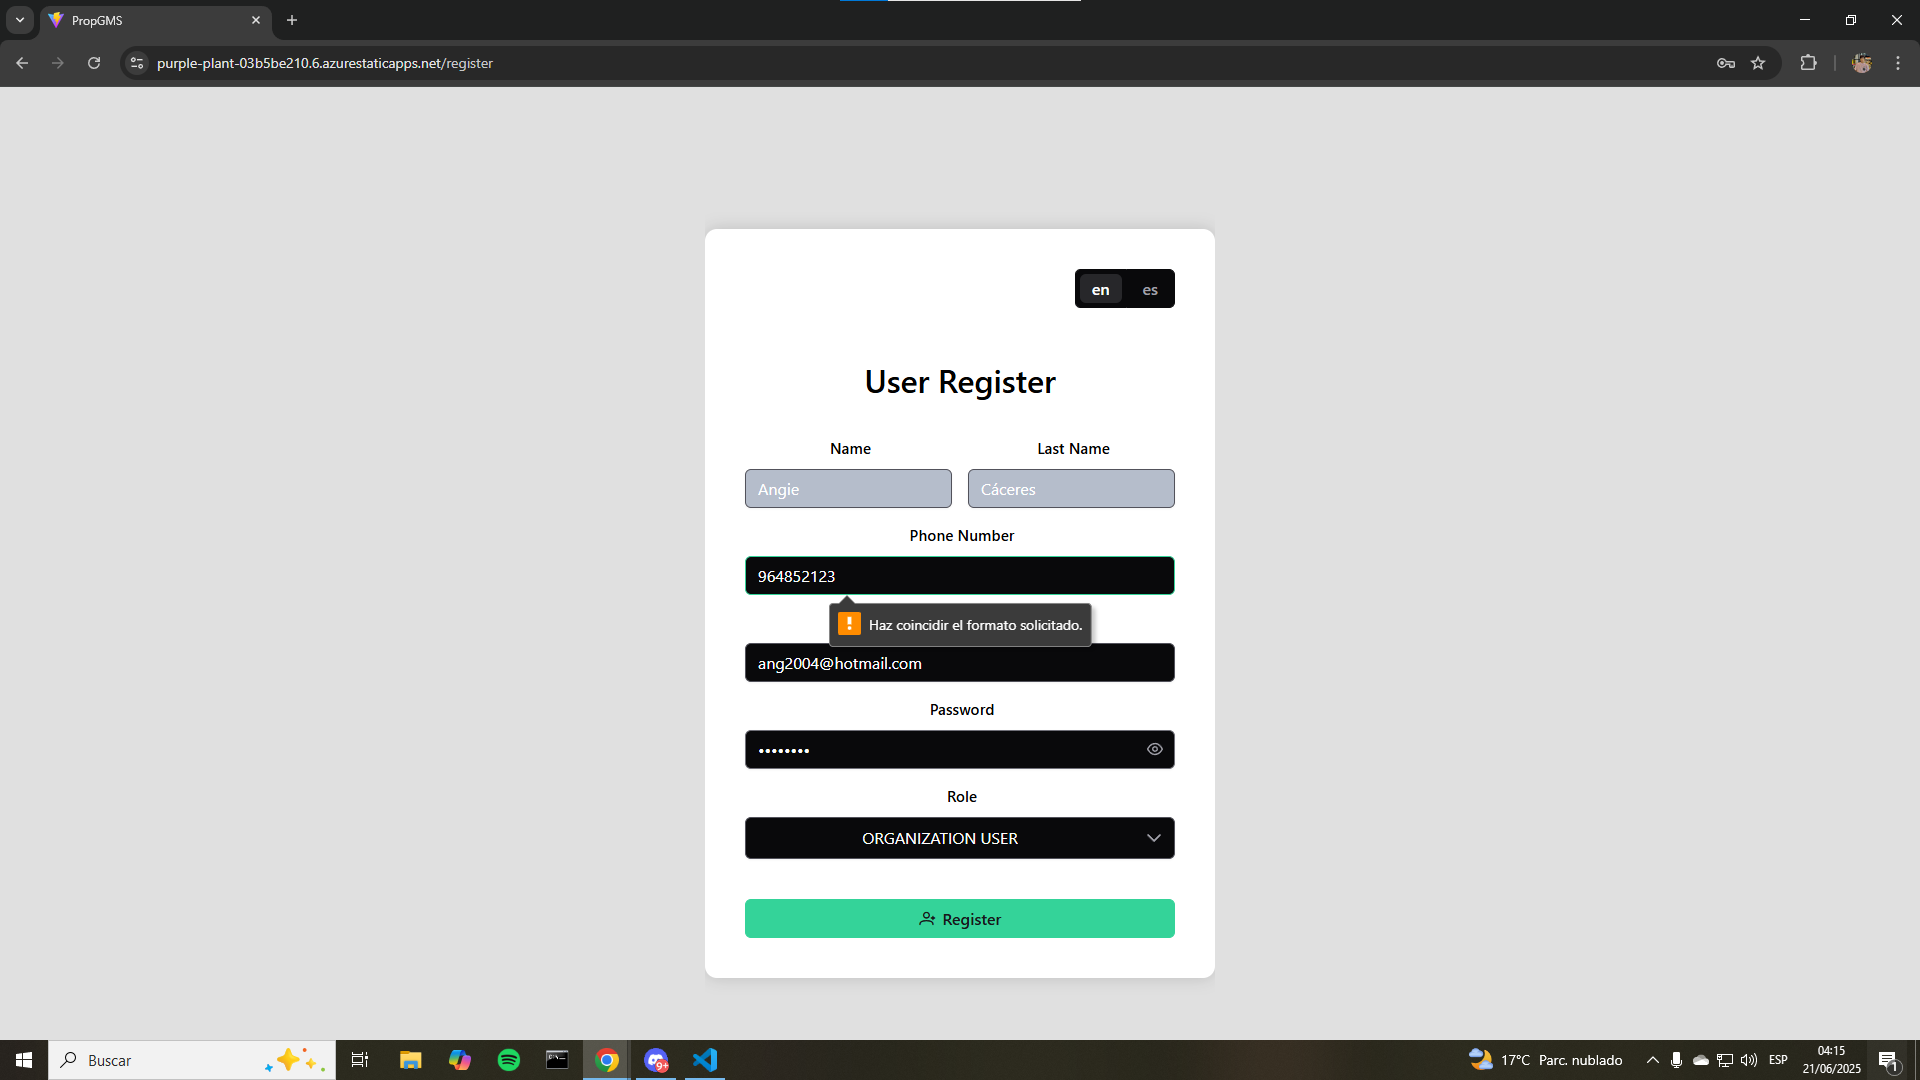 PropGMS
purple-plant-03b5be210.6.azurestaticapps.net/register
en es
User Register
Name Last Name
Angie Cáceres
Phone Number
964852123
Haz coincidir el formato solicitado.
ang2004@hotmail.com
Password
••••••••
Role
ORGANIZATION USER
Register
Buscar
9+
17°C Parc. nublado
ESP
04:15
21/06/2025
1